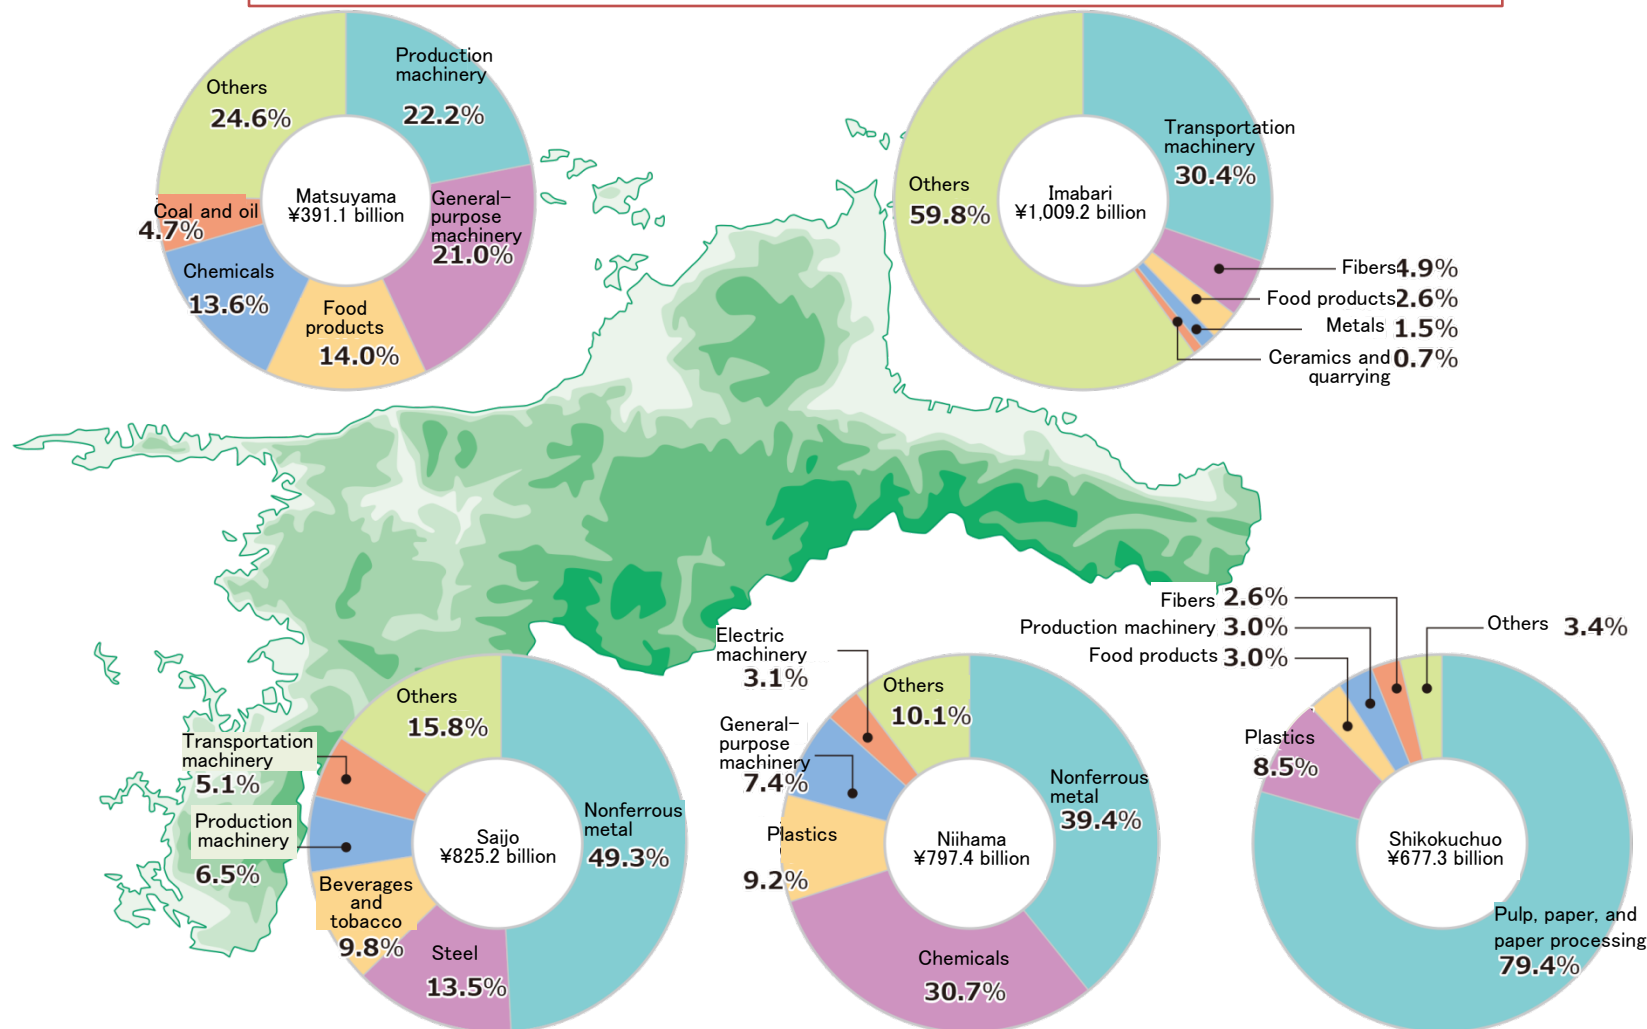 Production
machinery
22.2%
General-
purpose
machinery
21.0%
Food
products
14.0%
Chemicals
13.6%
Coal and oil
4.7%
Others
24.6%
Matsuyama
¥391.1 billion
Transportation
machinery
30.4%
Fibers 4.9%
Food products 2.6%
Metals 1.5%
Ceramics and 0.7%
quarrying
Others
59.8%
Imabari
¥1,009.2 billion
Nonferrous
metal
49.3%
Steel
13.5%
Beverages
and
tobacco
9.8%
Production
machinery
6.5%
Transportation
machinery
5.1%
Others
15.8%
Saijo
¥825.2 billion
Nonferrous
metal
39.4%
Chemicals
30.7%
Plastics
9.2%
General-
purpose
machinery
7.4%
Electric
machinery
3.1%
Others
10.1%
Niihama
¥797.4 billion
Pulp, paper, and
paper processing
79.4%
Plastics
8.5%
Food products 3.0%
Production machinery 3.0%
Fibers 2.6%
Others 3.4%
Shikokuchuo
¥677.3 billion